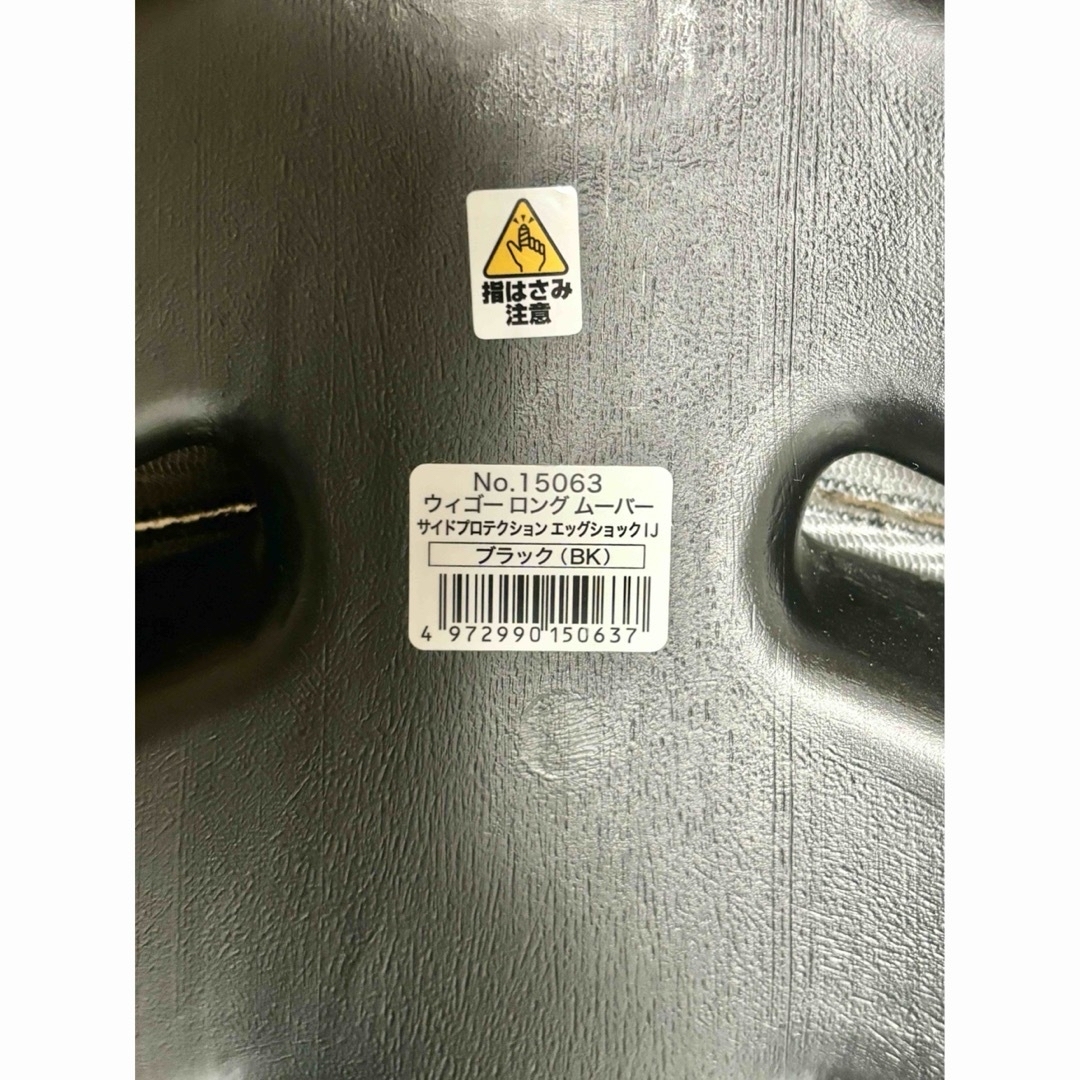 指はさみ
注意
No.15063
ウィゴー ロング ムーバー
サイドプロテクション エッグショック IJ
ブラック(BK)
4 972990 150637